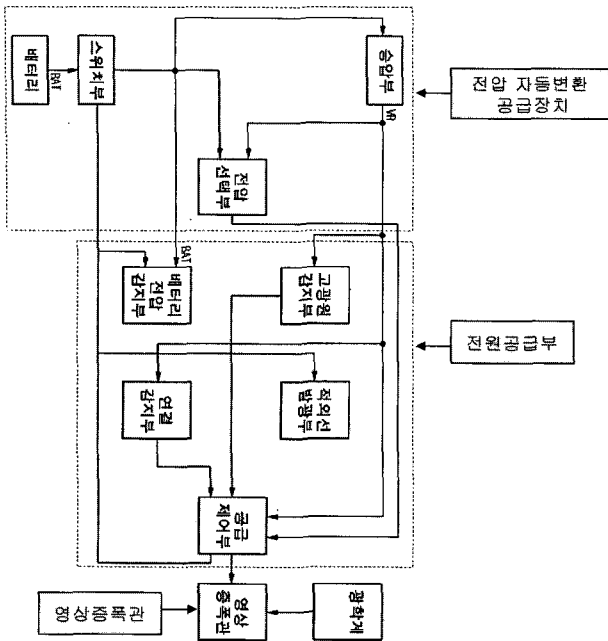 배터리
BAT
스위치부
승압부
VR
전압 자동변환
공급장치
전압
선택부
BAT
배터리
전압
감지부
고광원
감지부
전원공급부
연결
감지부
적외선
발광부
공급
제어부
영상증폭관
영상
증폭관
광학계